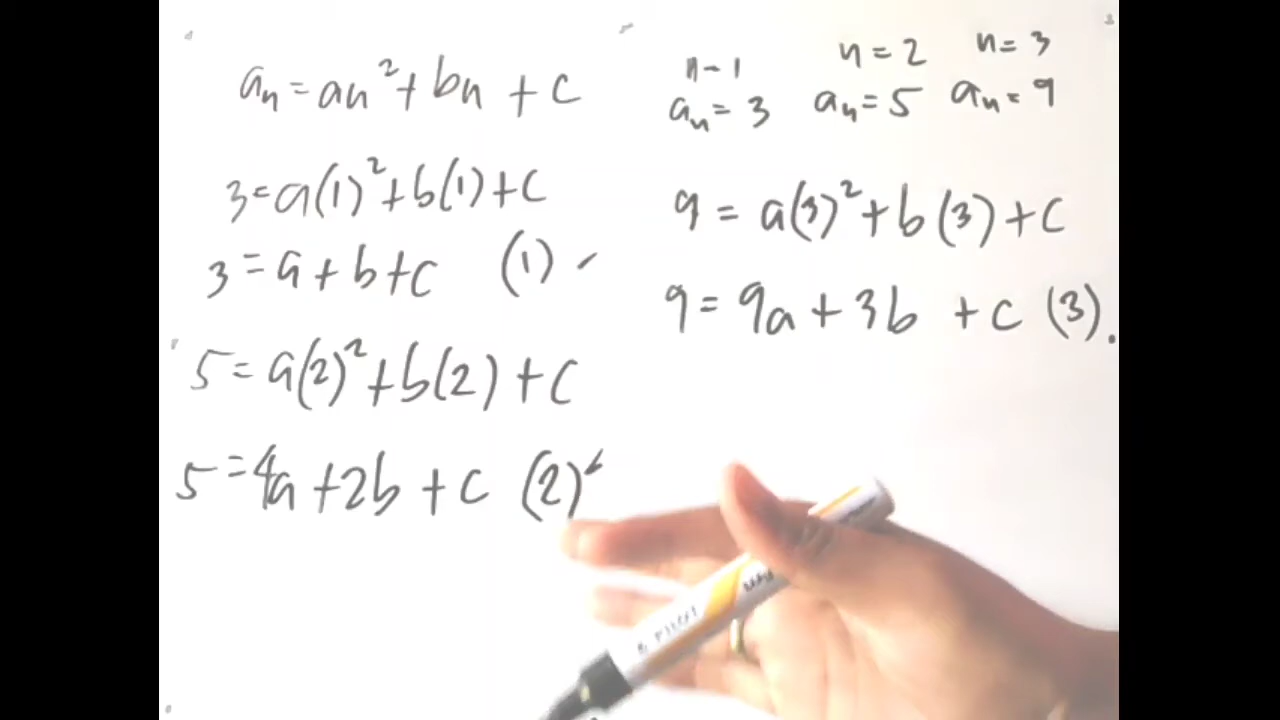 aₙ = an² + bn + c
3 = a(1)² + b(1) + c
3 = a + b + c (1)
5 = a(2)² + b(2) + c
5 = 4a + 2b + c (2)
n - 1 n = 2 n = 3
aₙ = 3 aₙ = 5 aₙ = 9
9 = a(3)² + b(3) + c
9 = 9a + 3b + c (3).
PILOT